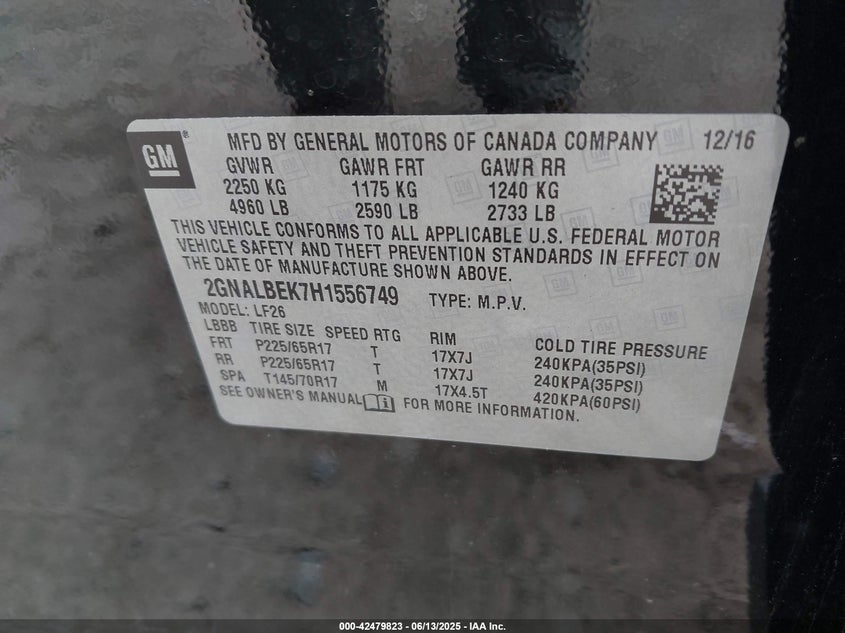 GM
MFD BY GENERAL MOTORS OF CANADA COMPANY 12/16
GVWR GAWR FRT GAWR RR
2250 KG 1175 KG 1240 KG
4960 LB 2590 LB 2733 LB
THIS VEHICLE CONFORMS TO ALL APPLICABLE U.S. FEDERAL MOTOR
VEHICLE SAFETY AND THEFT PREVENTION STANDARDS IN EFFECT ON
THE DATE OF MANUFACTURE SHOWN ABOVE.
2GNALBEK7H1556749 TYPE: M.P.V.
MODEL: LF26
LBBB TIRE SIZE SPEED RTG RIM COLD TIRE PRESSURE
FRT P225/65R17 T 17X7J 240KPA(35PSI)
RR P225/65R17 T 17X7J 240KPA(35PSI)
SPA T145/70R17 M 17X4.5T 420KPA(60PSI)
SEE OWNER'S MANUAL FOR MORE INFORMATION.
000-42479823 - 06/13/2025 - IAA Inc.